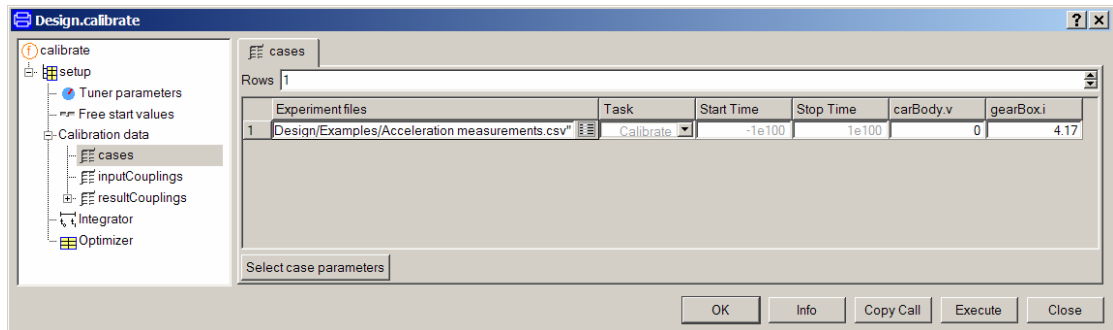 Design.calibrate
calibrate
setup
Tuner parameters
Free start values
Calibration data
cases
inputCouplings
resultCouplings
Integrator
Optimizer
cases
Rows 1
Experiment files Task Start Time Stop Time carBody.v gearBox.i
1 Design/Examples/Acceleration measurements.csv" Calibrate -1e100 1e100 0 4.17
Select case parameters
OK Info Copy Call Execute Close